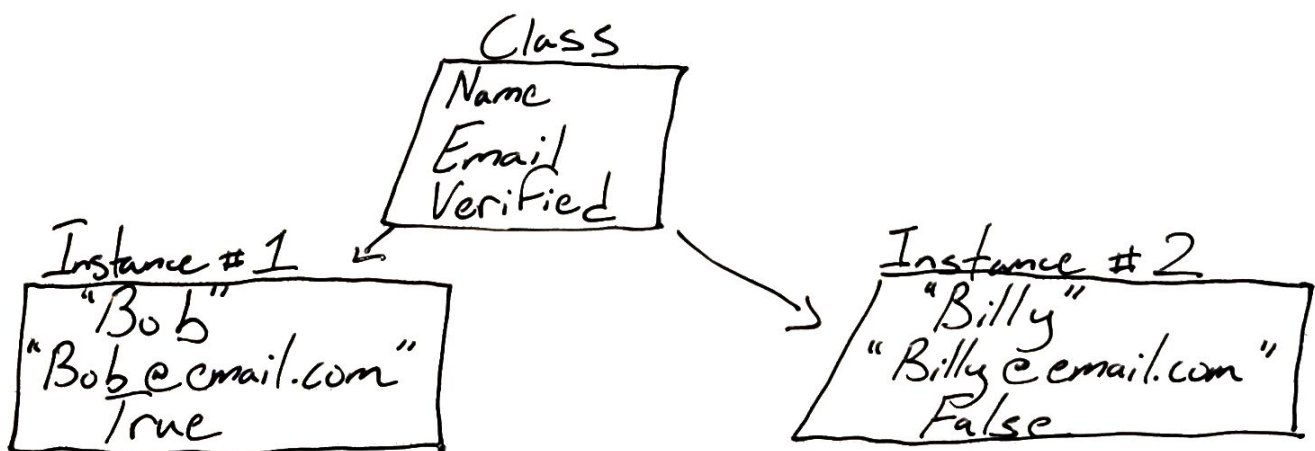 Class
Name
Email
Verified
Instance #1
"Bob"
"Bob@email.com"
True
Instance #2
"Billy"
"Billy@email.com"
False